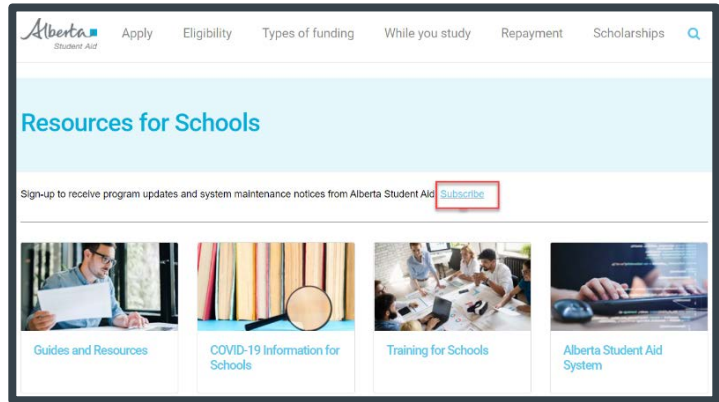 Alberta
Student Aid
Apply
Eligibility
Types of funding
While you study
Repayment
Scholarships
Resources for Schools
Sign-up to receive program updates and system maintenance notices from Alberta Student Aid Subscribe
Guides and Resources
COVID-19 Information for
Schools
Training for Schools
Alberta Student Aid
System